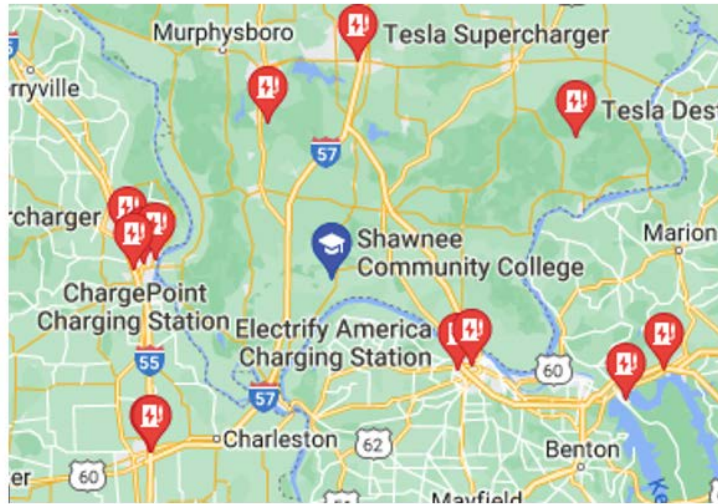 Murphysboro
Tesla Supercharger
rryville
Tesla Dest
57
rcharger
Shawnee
Community College
Marion
ChargePoint
Charging Station
Electrify America
Charging Station
55
60
57
Charleston
62
60
Benton
er
Mayfield